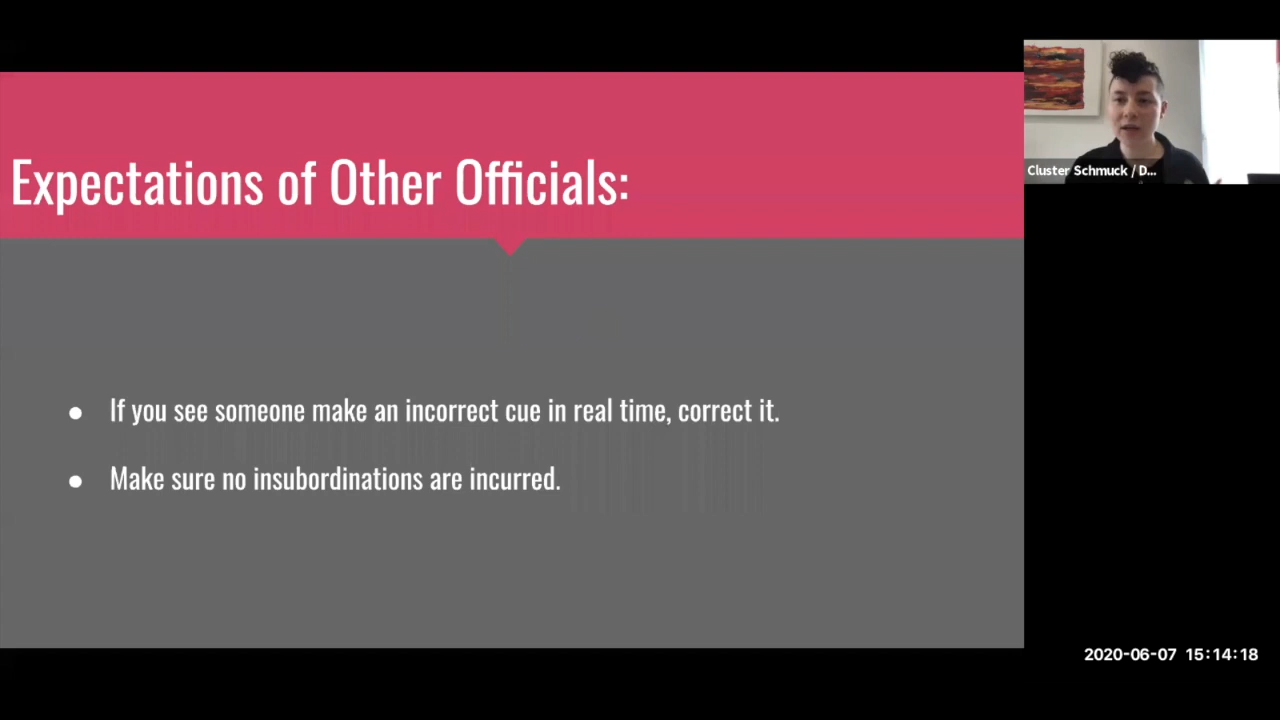 Expectations of Other Officials:
Cluster Schmuck / D...
● If you see someone make an incorrect cue in real time, correct it.
● Make sure no insubordinations are incurred.
2020-06-07 15:14:18